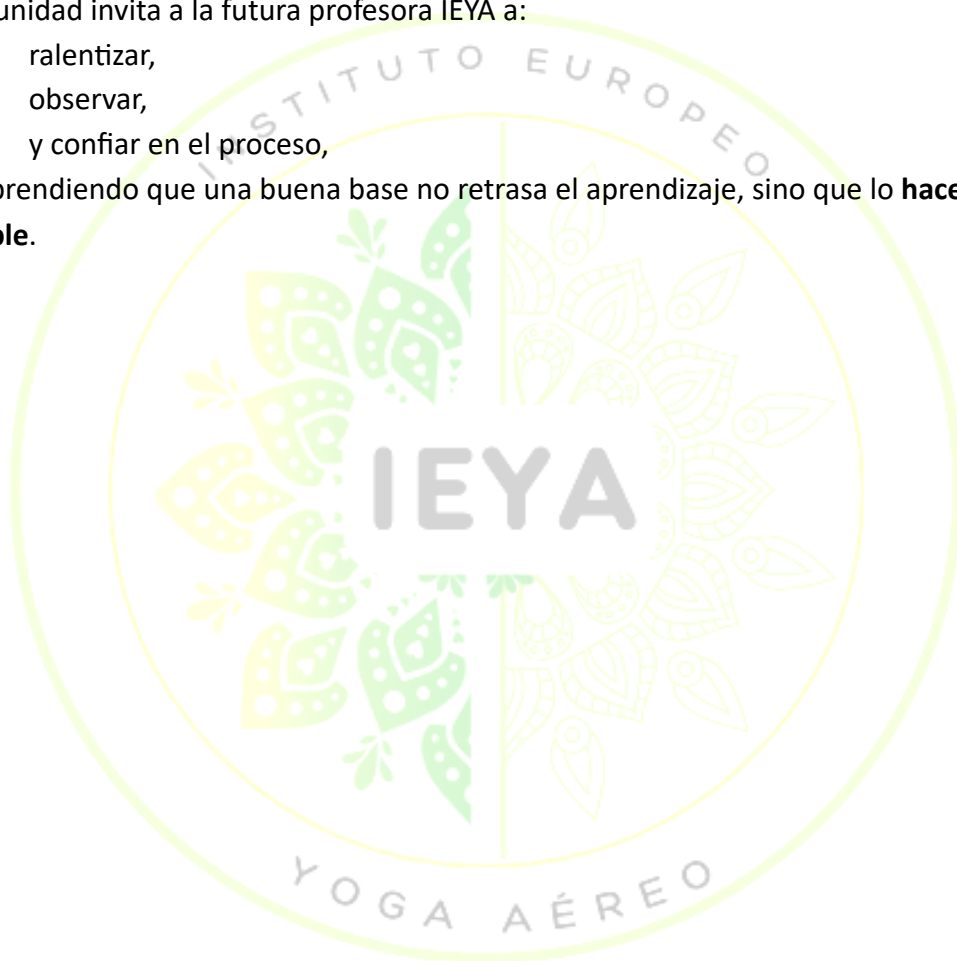 unidad invita a la futura profesora IEYA a:
ralentizar,
observar,
y confiar en el proceso,
prendiendo que una buena base no retrasa el aprendizaje, sino que lo hace
ble.
INSTITUTO EUROPEO
IEYA
YOGA AÉREO